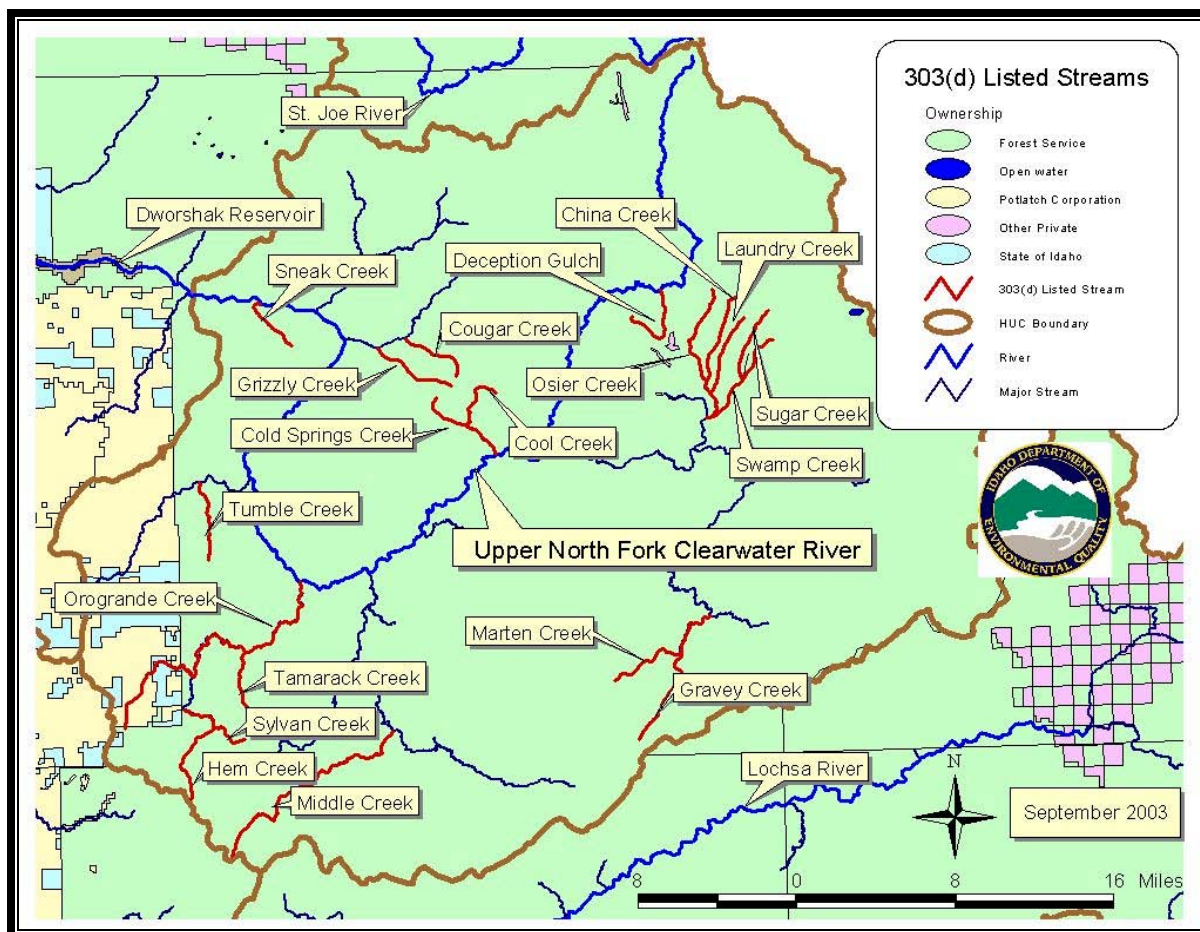 303(d) Listed Streams
Ownership
Forest Service
Open water
Potlatch Corporation
Other Private
State of Idaho
303(d) Listed Stream
HUC Boundary
River
Major Stream
St. Joe River
Dworshak Reservoir
China Creek
Laundry Creek
Deception Gulch
Sneak Creek
Cougar Creek
Grizzly Creek
Osier Creek
Sugar Creek
Cold Springs Creek
Cool Creek
Swamp Creek
Tumble Creek
Upper North Fork Clearwater River
IDAHO DEPARTMENT OF
ENVIRONMENTAL QUALITY
Orogrande Creek
Marten Creek
Tamarack Creek
Gravey Creek
Sylvan Creek
Hem Creek
Lochsa River
Middle Creek
N
September 2003
8 0 8 16 Miles